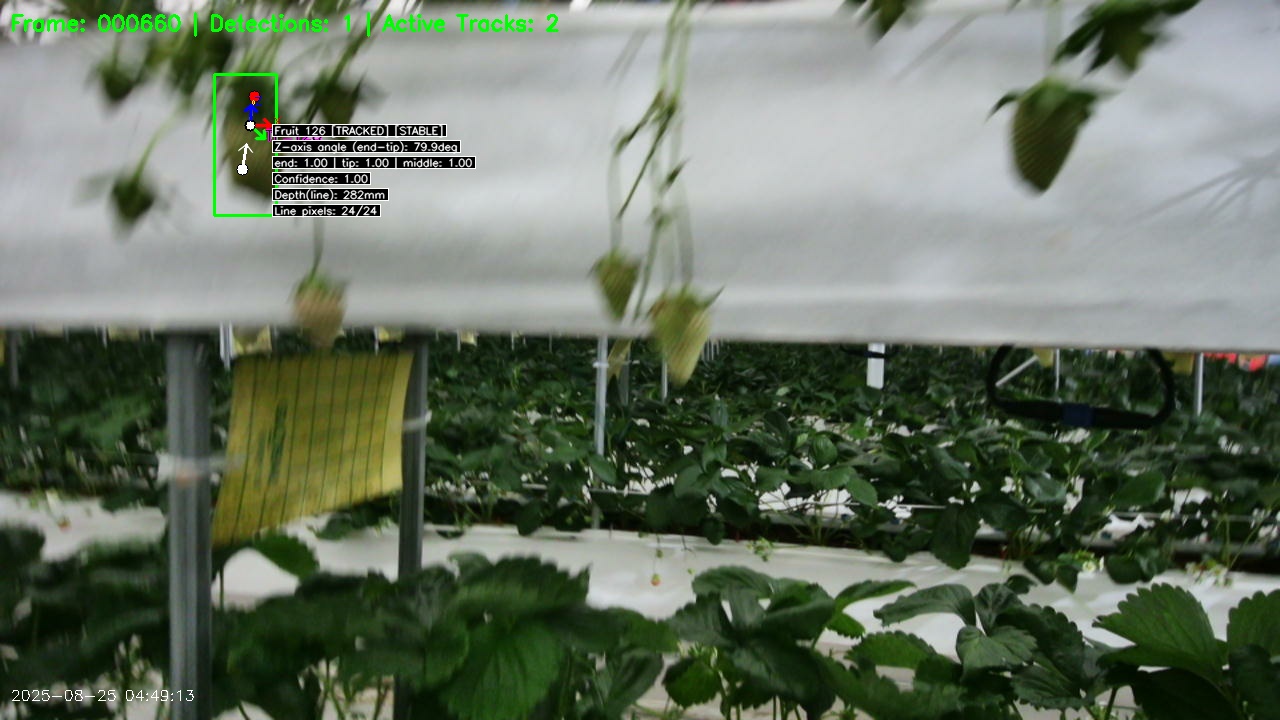 Frame: 000660 | Detections: 1 | Active Tracks: 2
Fruit 126 [TRACKED] [STABLE]
Z-axis angle (end-tip): 79.9deg
end: 1.00 | tip: 1.00 | middle: 1.00
Confidence: 1.00
Depth(line): 282mm
Line pixels: 24/24
2025-08-25 04:49:13